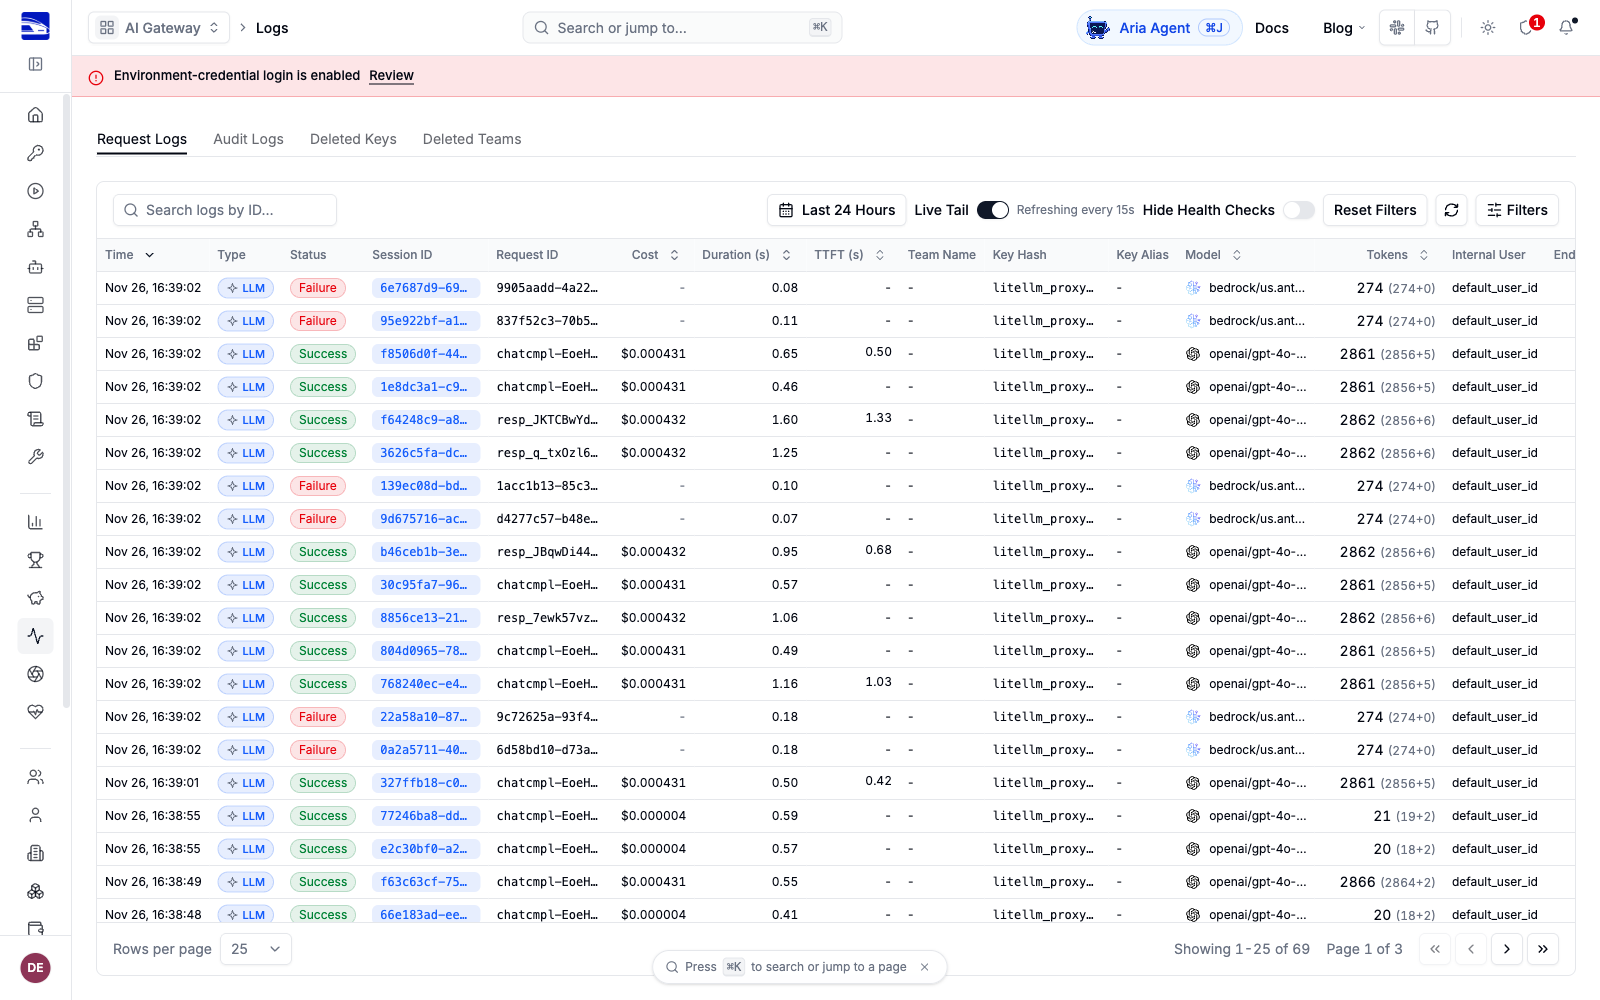 AI Gateway > Logs
Search or jump to... ⌘K
Aria Agent ⌘J
Docs
Blog
1
Environment-credential login is enabled Review
Request Logs Audit Logs Deleted Keys Deleted Teams
Search logs by ID...
Last 24 Hours Live Tail Refreshing every 15s Hide Health Checks Reset Filters Filters
Time Type Status Session ID Request ID Cost Duration (s) TTFT (s) Team Name Key Hash Key Alias Model Tokens Internal User End
Nov 26, 16:39:02 LLM Failure 6e7687d9-69… 9905aadd-4a22… - 0.08 - - litellm_proxy… - bedrock/us.ant... 274 (274+0) default_user_id
Nov 26, 16:39:02 LLM Failure 95e922bf-a1… 837f52c3-70b5… - 0.11 - - litellm_proxy… - bedrock/us.ant... 274 (274+0) default_user_id
Nov 26, 16:39:02 LLM Success f8506d0f-44… chatcmpl-EoeH… $0.000431 0.65 0.50 - litellm_proxy… - openai/gpt-4o-... 2861 (2856+5) default_user_id
Nov 26, 16:39:02 LLM Success 1e8dc3a1-c9… chatcmpl-EoeH… $0.000431 0.46 - - litellm_proxy… - openai/gpt-4o-... 2861 (2856+5) default_user_id
Nov 26, 16:39:02 LLM Success f64248c9-a8… resp_JKTCBwYd… $0.000432 1.60 1.33 - litellm_proxy… - openai/gpt-4o-... 2862 (2856+6) default_user_id
Nov 26, 16:39:02 LLM Success 3626c5fa-dc… resp_q_txOzl6… $0.000432 1.25 - - litellm_proxy… - openai/gpt-4o-... 2862 (2856+6) default_user_id
Nov 26, 16:39:02 LLM Failure 139ec08d-bd… 1acc1b13-85c3… - 0.10 - - litellm_proxy… - bedrock/us.ant... 274 (274+0) default_user_id
Nov 26, 16:39:02 LLM Failure 9d675716-ac… d4277c57-b48e… - 0.07 - - litellm_proxy… - bedrock/us.ant... 274 (274+0) default_user_id
Nov 26, 16:39:02 LLM Success b46ceb1b-3e… resp_JBqwDi44… $0.000432 0.95 0.68 - litellm_proxy… - openai/gpt-4o-... 2862 (2856+6) default_user_id
Nov 26, 16:39:02 LLM Success 30c95fa7-96… chatcmpl-EoeH… $0.000431 0.57 - - litellm_proxy… - openai/gpt-4o-... 2861 (2856+5) default_user_id
Nov 26, 16:39:02 LLM Success 8856ce13-21… resp_7ewk57vz… $0.000432 1.06 - - litellm_proxy… - openai/gpt-4o-... 2862 (2856+6) default_user_id
Nov 26, 16:39:02 LLM Success 804d0965-78… chatcmpl-EoeH… $0.000431 0.49 - - litellm_proxy… - openai/gpt-4o-... 2861 (2856+5) default_user_id
Nov 26, 16:39:02 LLM Success 768240ec-e4… chatcmpl-EoeH… $0.000431 1.16 1.03 - litellm_proxy… - openai/gpt-4o-... 2861 (2856+5) default_user_id
Nov 26, 16:39:02 LLM Failure 22a58a10-87… 9c72625a-93f4… - 0.18 - - litellm_proxy… - bedrock/us.ant... 274 (274+0) default_user_id
Nov 26, 16:39:02 LLM Failure 0a2a5711-40… 6d58bd10-d73a… - 0.18 - - litellm_proxy… - bedrock/us.ant... 274 (274+0) default_user_id
Nov 26, 16:39:01 LLM Success 327ffb18-c0… chatcmpl-EoeH… $0.000431 0.50 0.42 - litellm_proxy… - openai/gpt-4o-... 2861 (2856+5) default_user_id
Nov 26, 16:38:55 LLM Success 77246ba8-dd… chatcmpl-EoeH… $0.000004 0.59 - - litellm_proxy… - openai/gpt-4o-... 21 (19+2) default_user_id
Nov 26, 16:38:55 LLM Success e2c30bf0-a2… chatcmpl-EoeH… $0.000004 0.57 - - litellm_proxy… - openai/gpt-4o-... 20 (18+2) default_user_id
Nov 26, 16:38:49 LLM Success f63c63cf-75… chatcmpl-EoeH… $0.000431 0.55 - - litellm_proxy… - openai/gpt-4o-... 2866 (2864+2) default_user_id
Nov 26, 16:38:48 LLM Success 66e183ad-ee… chatcmpl-EoeH… $0.000004 0.41 - - litellm_proxy… - openai/gpt-4o-... 20 (18+2) default_user_id
Rows per page 25
Showing 1-25 of 69 Page 1 of 3
Press ⌘K to search or jump to a page
DE